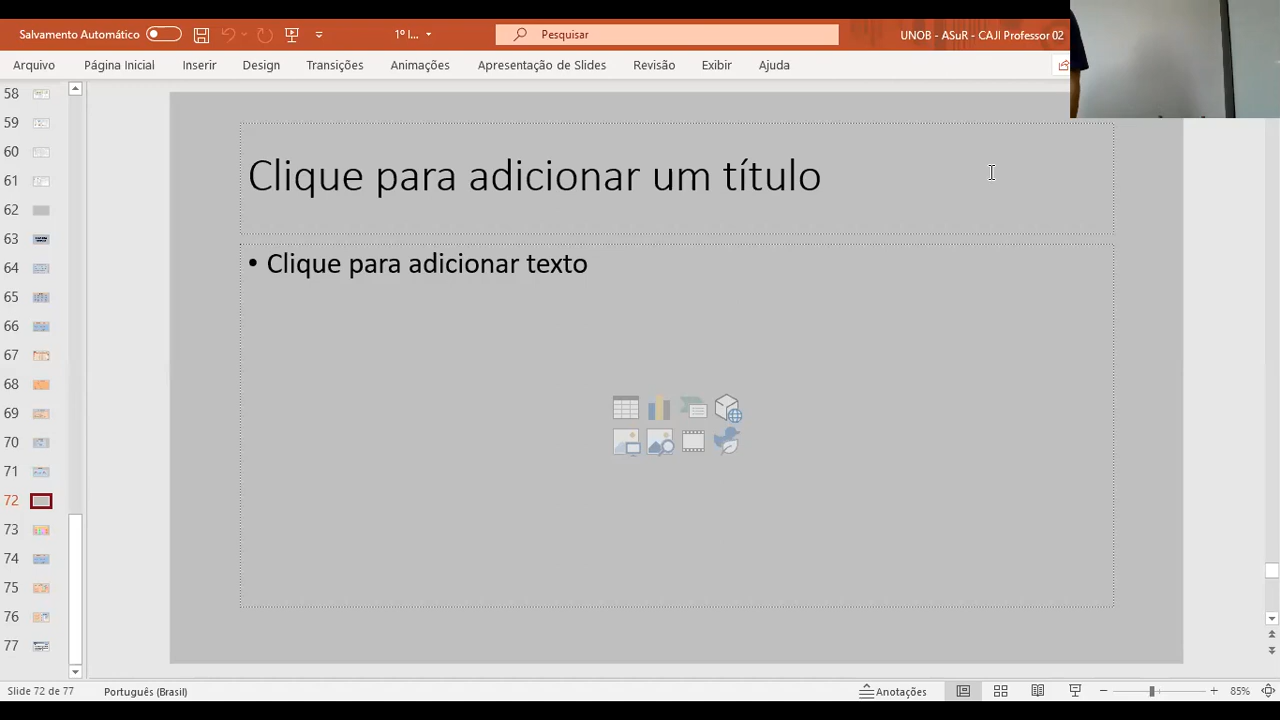 Salvamento Automático
1º I...
Pesquisar
UNOB - ASuR - CAJI Professor 02
Arquivo
Página Inicial
Inserir
Design
Transições
Animações
Apresentação de Slides
Revisão
Exibir
Ajuda
58
59
60
61
62
63
64
65
66
67
68
69
70
71
72
73
74
75
76
77
Clique para adicionar um título
• Clique para adicionar texto
Slide 72 de 77
Português (Brasil)
Anotações
85%